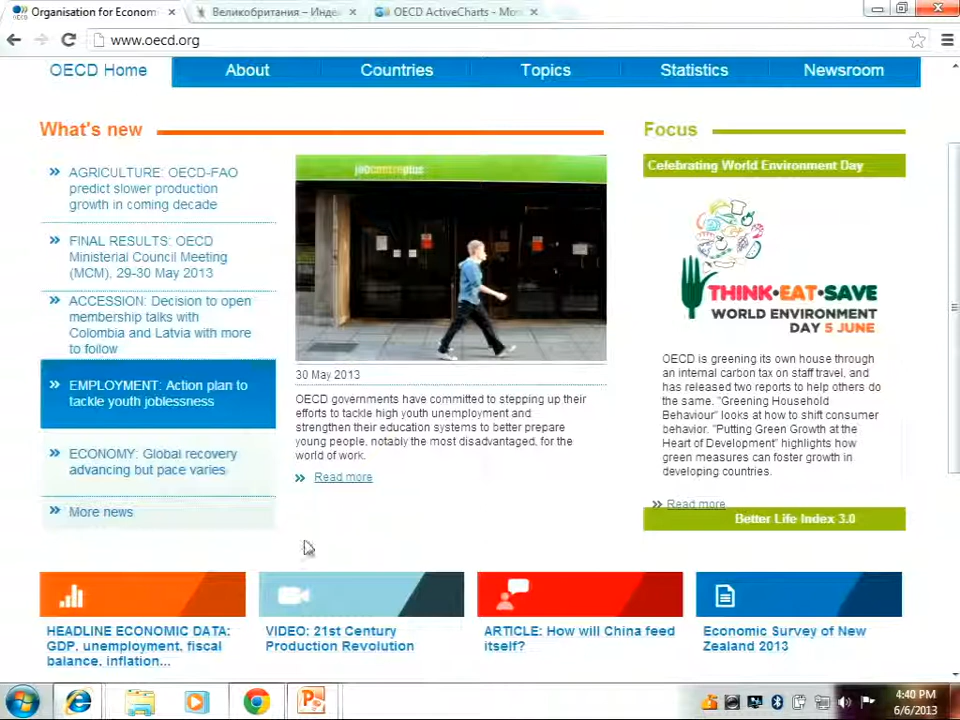 Organisation for Econom
Великобритания – Инде
OECD ActiveCharts - Mo
www.oecd.org
OECD Home
About
Countries
Topics
Statistics
Newsroom
What's new
Focus
AGRICULTURE: OECD-FAO
predict slower production
growth in coming decade
FINAL RESULTS: OECD
Ministerial Council Meeting
(MCM), 29-30 May 2013
ACCESSION: Decision to open
membership talks with
Colombia and Latvia with more
to follow
EMPLOYMENT: Action plan to
tackle youth joblessness
ECONOMY: Global recovery
advancing but pace varies
More news
jobcentreplus
30 May 2013
OECD governments have committed to stepping up their
efforts to tackle high youth unemployment and
strengthen their education systems to better prepare
young people, notably the most disadvantaged, for the
world of work.
Read more
Celebrating World Environment Day
THINK•EAT•SAVE
WORLD ENVIRONMENT
DAY 5 JUNE
OECD is greening its own house through
an internal carbon tax on staff travel, and
has released two reports to help others do
the same. "Greening Household
Behaviour" looks at how to shift consumer
behavior. "Putting Green Growth at the
Heart of Development" highlights how
green measures can foster growth in
developing countries.
Read more
Better Life Index 3.0
HEADLINE ECONOMIC DATA:
GDP, unemployment, fiscal
balance, inflation...
VIDEO: 21st Century
Production Revolution
ARTICLE: How will China feed
itself?
Economic Survey of New
Zealand 2013
4:40 PM
6/6/2013